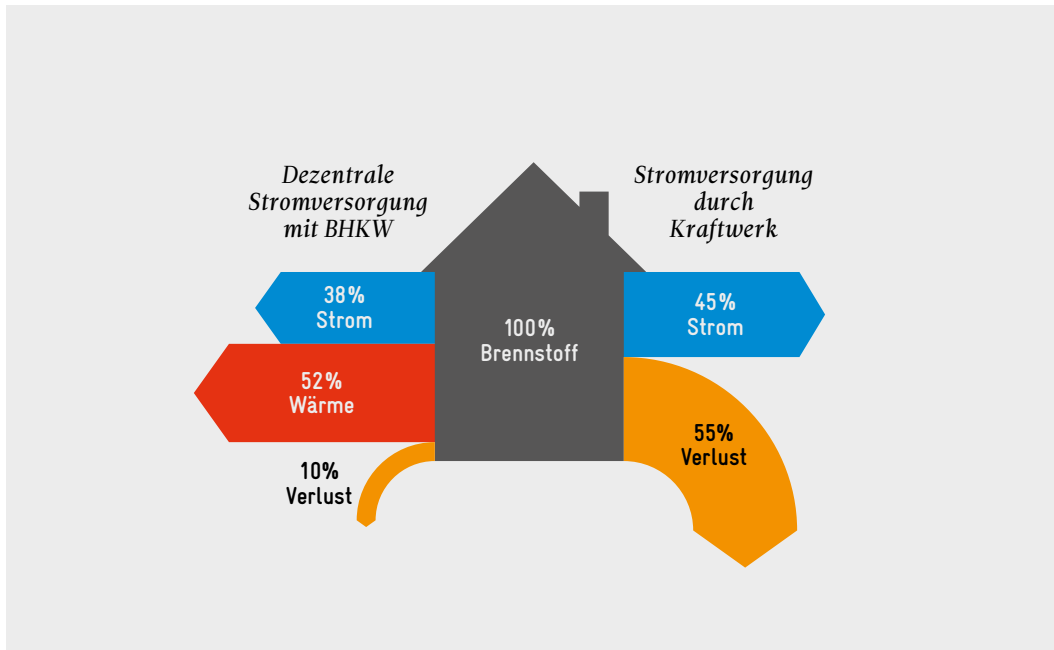 Dezentrale
Stromversorgung
mit BHKW
38%
Strom
52%
Wärme
10%
Verlust
100%
Brennstoff
Stromversorgung
durch
Kraftwerk
45%
Strom
55%
Verlust